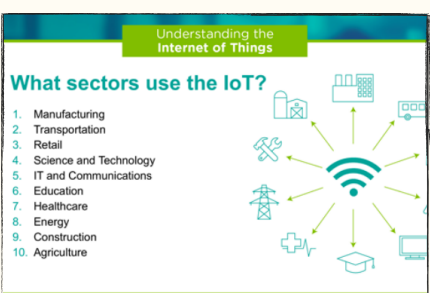 Understanding the
Internet of Things
What sectors use the IoT?
1. Manufacturing
2. Transportation
3. Retail
4. Science and Technology
5. IT and Communications
6. Education
7. Healthcare
8. Energy
9. Construction
10. Agriculture